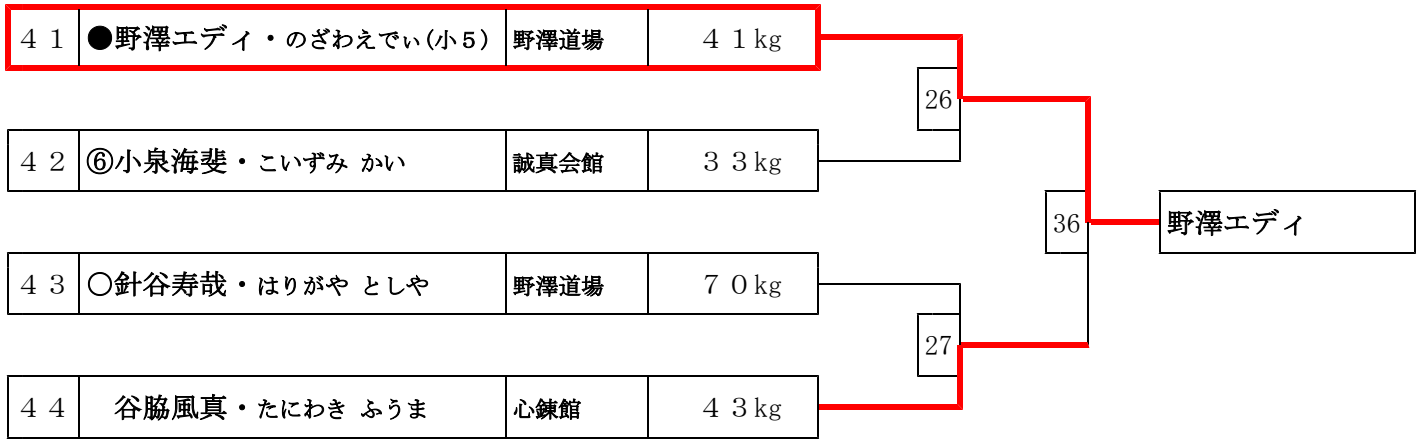 ４１ ●野澤エディ・のざわえでぃ(小５) 野澤道場 ４１kg
26
４２ ⑥小泉海斐・こいずみ かい 誠真会館 ３３kg
36 野澤エディ
４３ 〇針谷寿哉・はりがや としや 野澤道場 ７０kg
27
４４ 谷脇風真・たにわき ふうま 心錬館 ４３kg